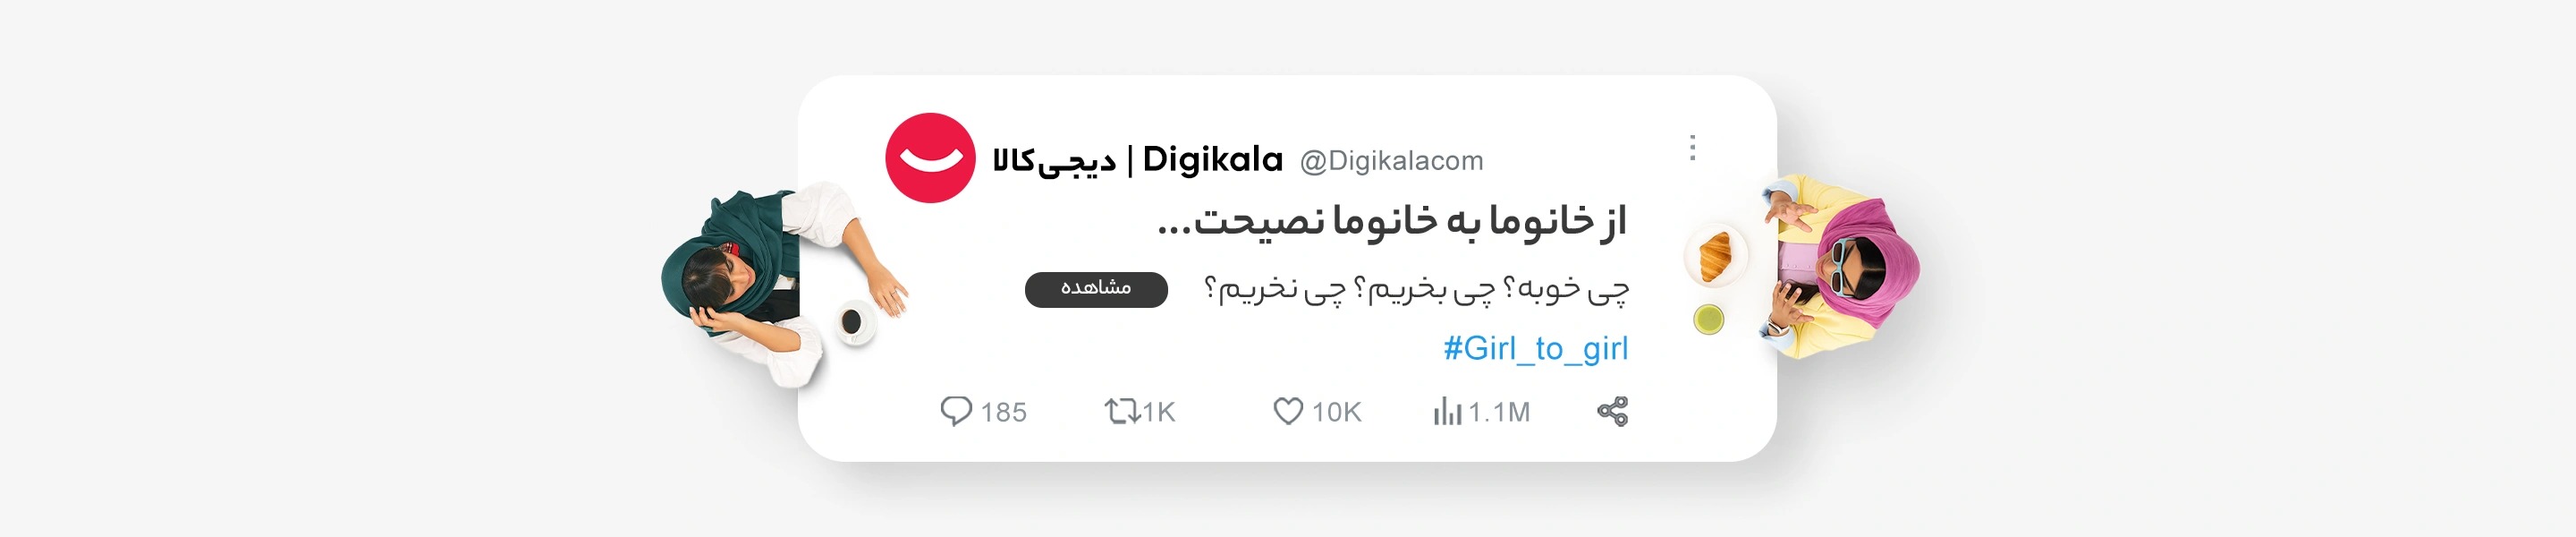 دیجی‌کالا | Digikala @Digikalacom
از خانوما به خانوما نصیحت...
چی خوبه؟ چی بخریم؟ چی نخریم؟ مشاهده
#Girl_to_girl
185 1K 10K 1.1M